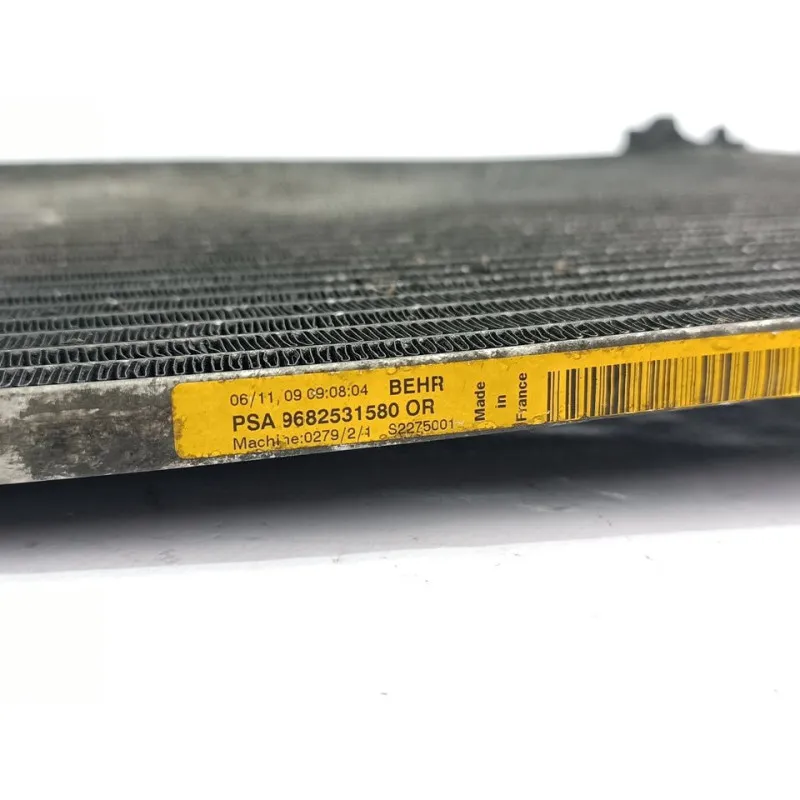 06/11,09 09:08:04 BEHR
PSA 9682531580 OR
Machine:0279/2/1 S2275001
Made
in
France